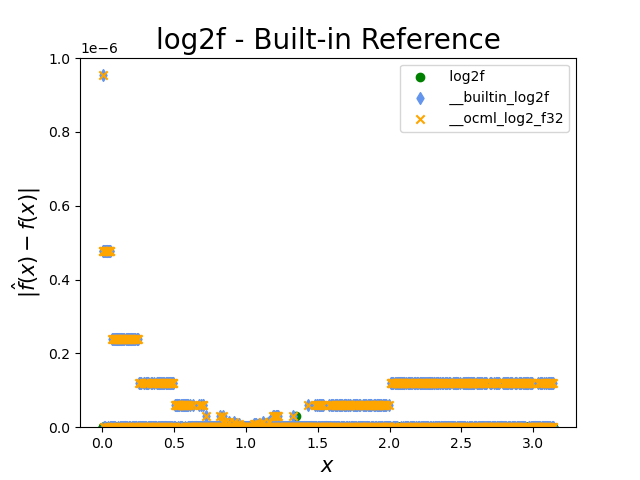 log2f - Built-in Reference
1e−6
1.0
0.8
0.6
0.4
0.2
0.0
|f̂(x) − f(x)|
log2f
__builtin_log2f
__ocml_log2_f32
0.0 0.5 1.0 1.5 2.0 2.5 3.0
x